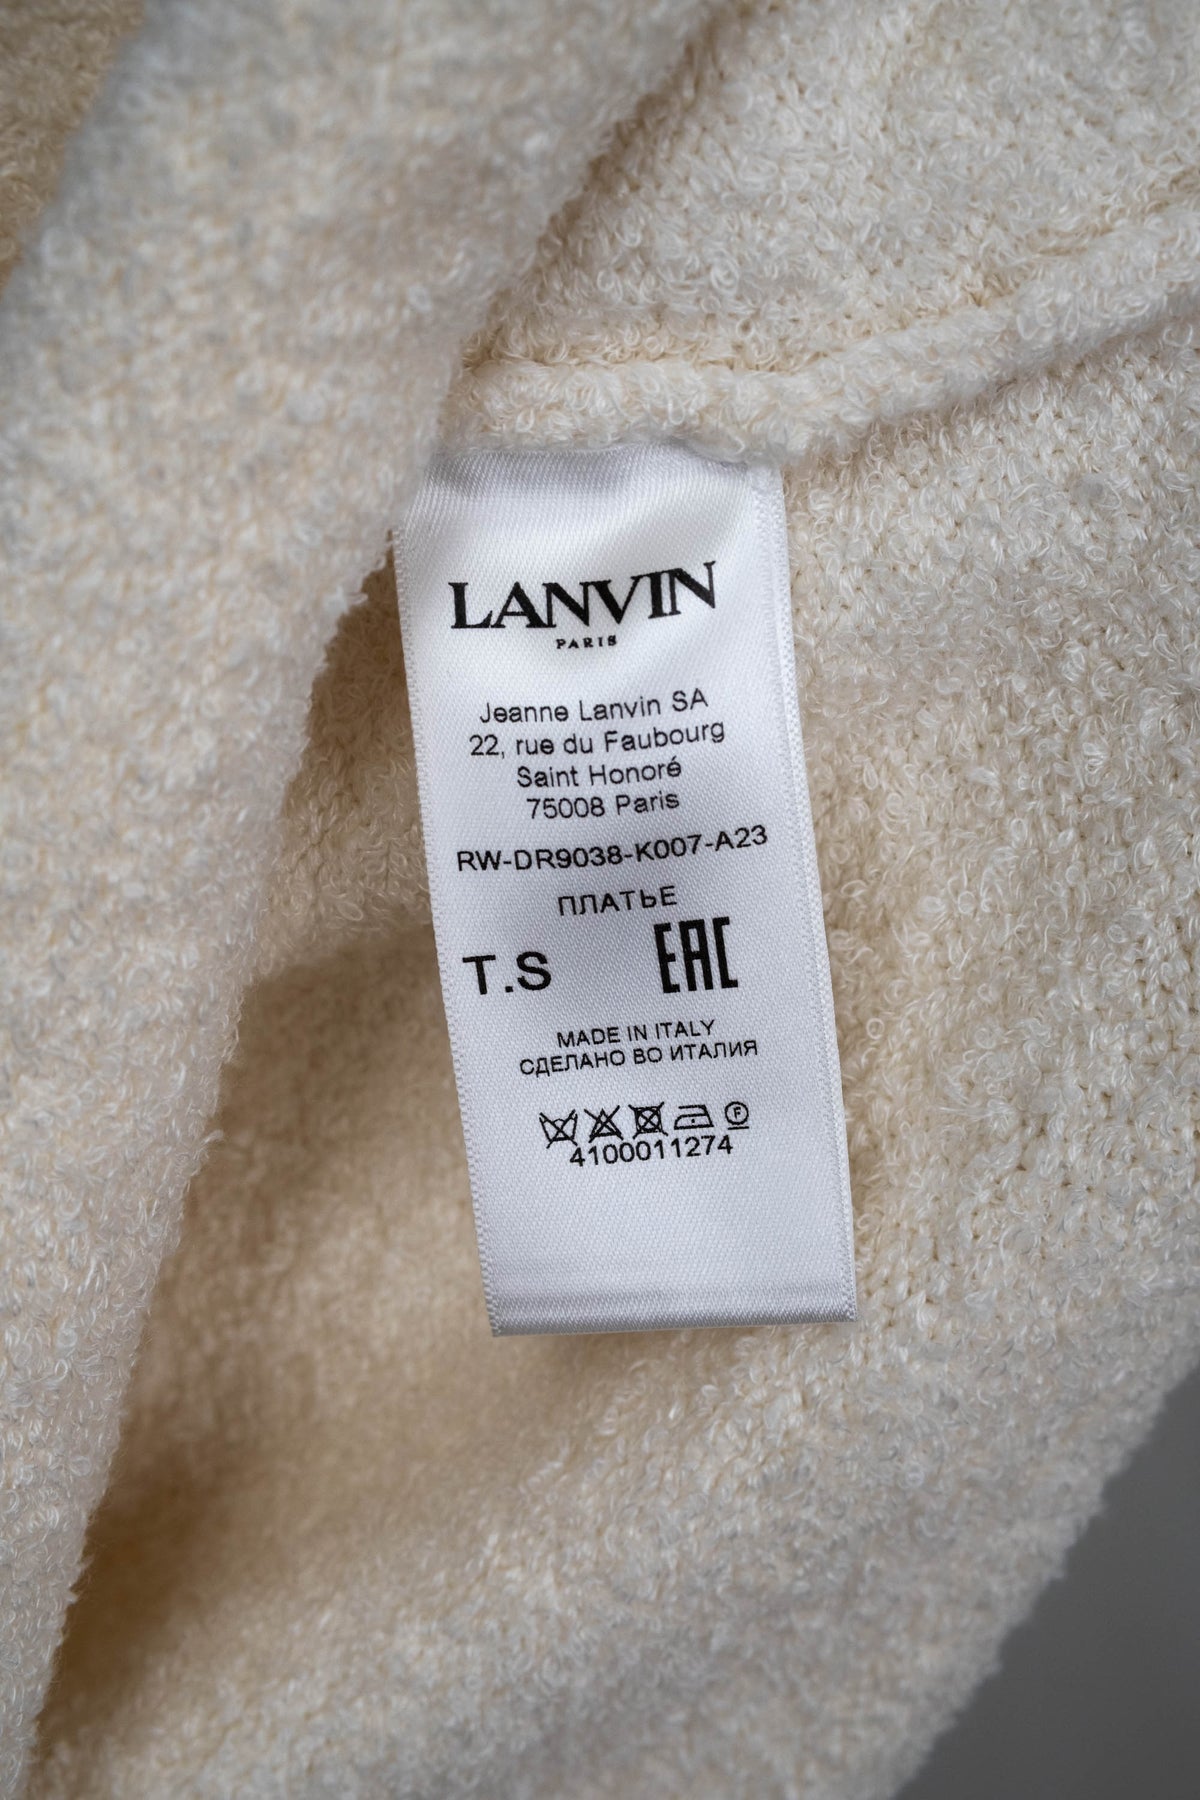 LANVIN
PARIS
Jeanne Lanvin SA
22, rue du Faubourg
Saint Honoré
75008 Paris
RW-DR9038-K007-A23
ПЛАТЬЕ
T.S EAC
MADE IN ITALY
СДЕЛАНО ВО ИТАЛИЯ
F
4100011274